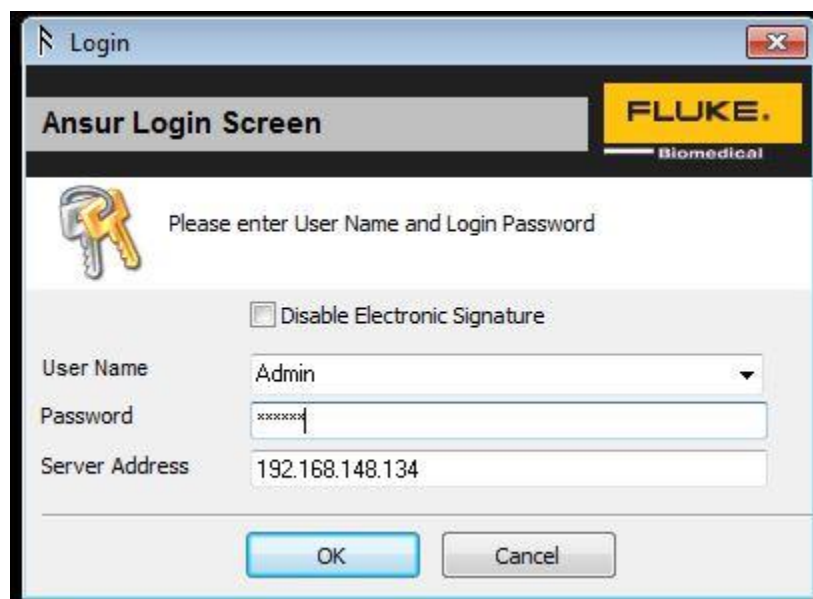 Login
Ansur Login Screen
FLUKE.
Biomedical
Please enter User Name and Login Password
Disable Electronic Signature
User Name
Admin
Password
******
Server Address
192.168.148.134
OK
Cancel